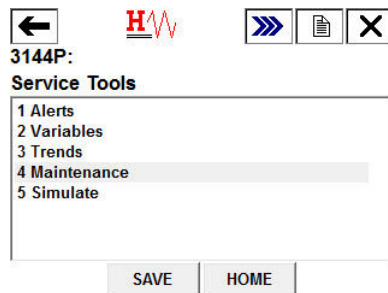 H
3144P:
Service Tools
1 Alerts
2 Variables
3 Trends
4 Maintenance
5 Simulate
SAVE HOME